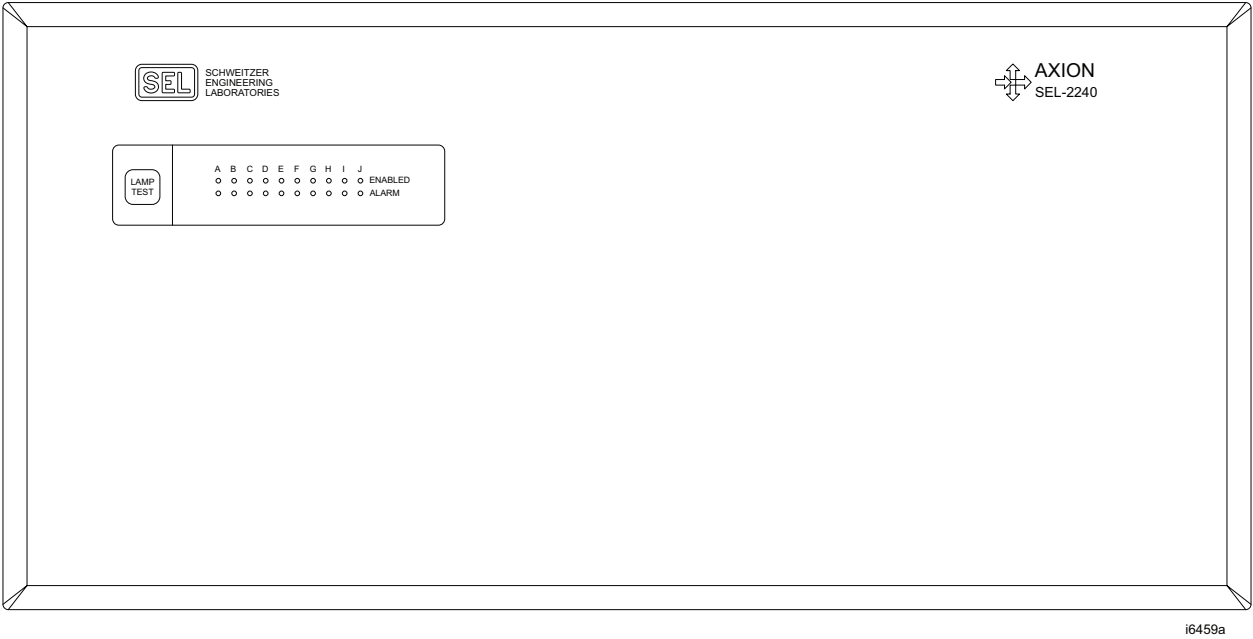 SEL
SCHWEITZER
ENGINEERING
LABORATORIES
AXION
SEL-2240
LAMP
TEST
A B C D E F G H I J
ENABLED
ALARM
i6459a